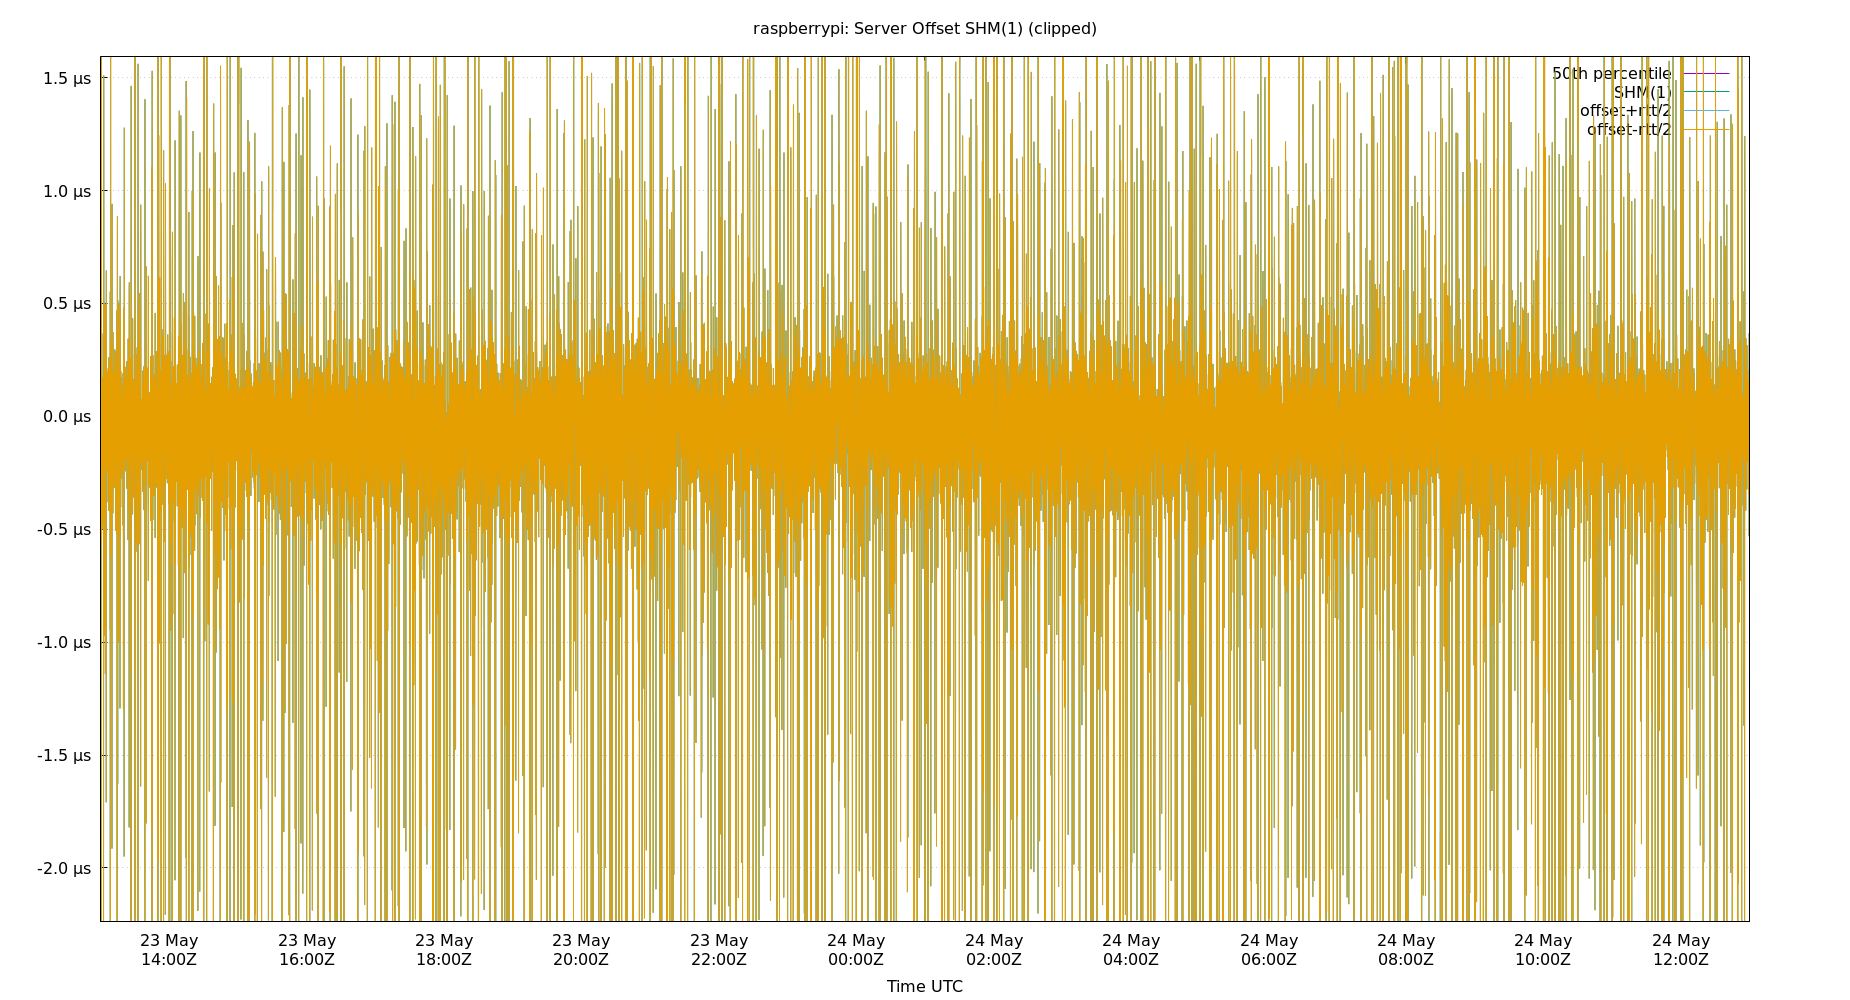 raspberrypi: Server Offset SHM(1) (clipped)
1.5 µs
1.0 µs
0.5 µs
0.0 µs
-0.5 µs
-1.0 µs
-1.5 µs
-2.0 µs
50th percentile
SHM(1)
offset+rtt/2
offset-rtt/2
23 May 23 May 23 May 23 May 23 May 24 May 24 May 24 May 24 May 24 May 24 May 24 May
14:00Z 16:00Z 18:00Z 20:00Z 22:00Z 00:00Z 02:00Z 04:00Z 06:00Z 08:00Z 10:00Z 12:00Z
Time UTC